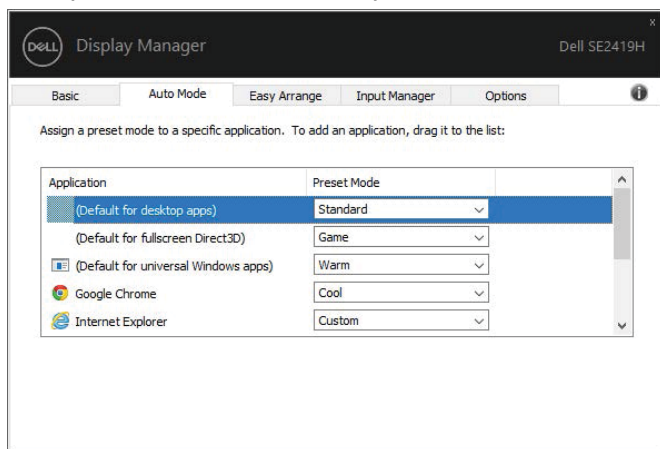 x
DELL Display Manager Dell SE2419H
Basic Auto Mode Easy Arrange Input Manager Options
Assign a preset mode to a specific application. To add an application, drag it to the list:
Application Preset Mode
(Default for desktop apps) Standard
(Default for fullscreen Direct3D) Game
(Default for universal Windows apps) Warm
Google Chrome Cool
Internet Explorer Custom